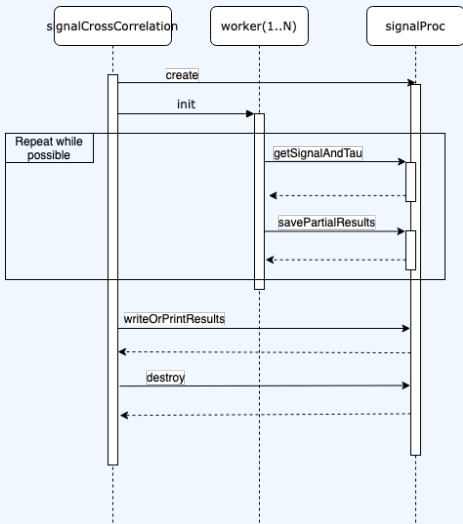 signalCrossCorrelation
worker(1..N)
signalProc
create
init
Repeat while
possible
getSignalAndTau
savePartialResults
writeOrPrintResults
destroy